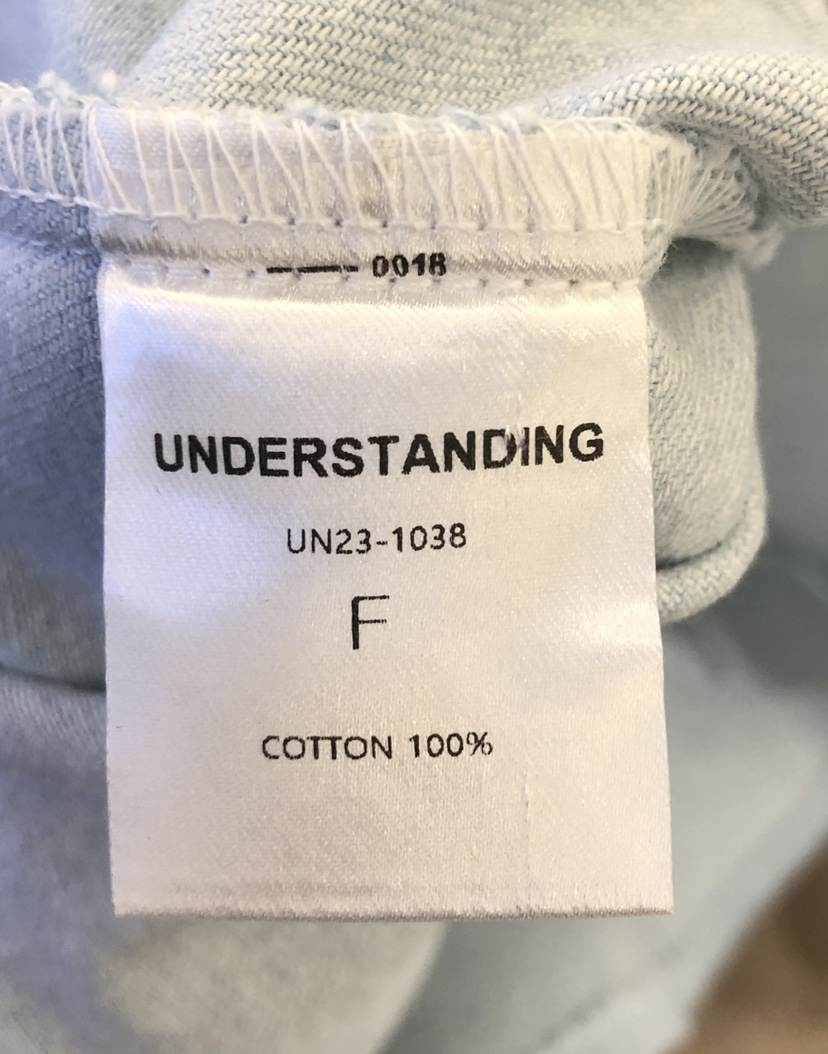 0018
UNDERSTANDING
UN23-1038
F
COTTON 100%